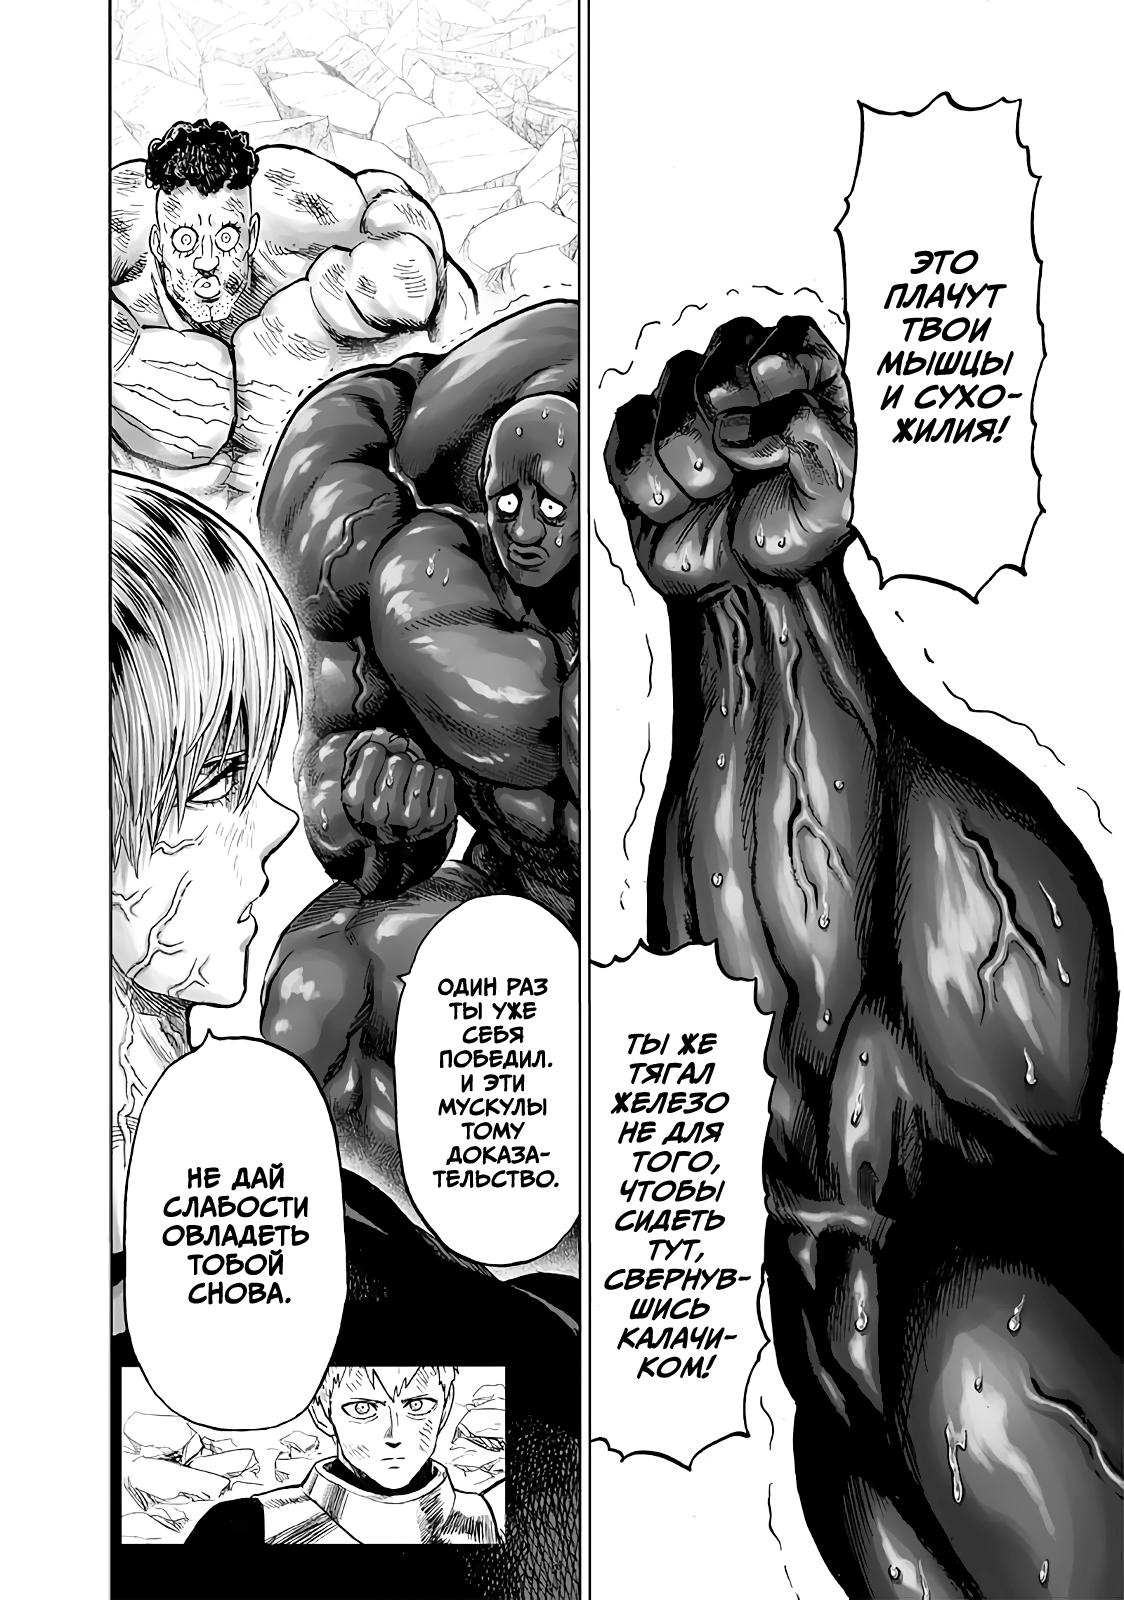 ЭТО
ПЛАЧУТ
ТВОИ
МЫШЦЫ
И СУХО-
ЖИЛИЯ!
ТЫ ЖЕ
ТЯГАЛ
ЖЕЛЕЗО
НЕ ДЛЯ
ТОГО,
ЧТОБЫ
СИДЕТЬ
ТУТ,
СВЕРНУВ-
ШИСЬ
КАЛАЧИ-
КОМ!
ОДИН РАЗ
ТЫ УЖЕ
СЕБЯ
ПОБЕДИЛ.
И ЭТИ
МУСКУЛЫ
ТОМУ
ДОКАЗА-
ТЕЛЬСТВО.
НЕ ДАЙ
СЛАБОСТИ
ОВЛАДЕТЬ
ТОБОЙ
СНОВА.